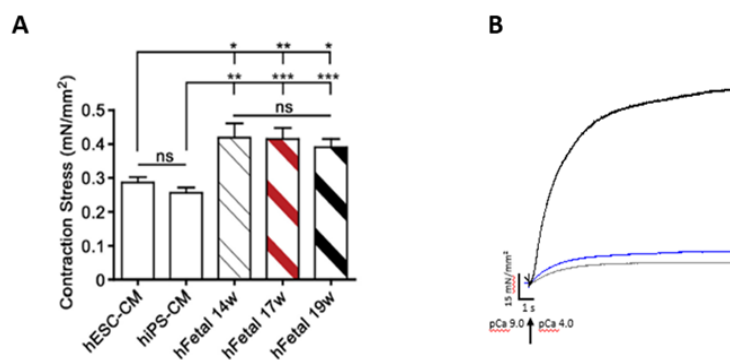 A
B
* ** *
** *** ***
ns
ns
Contraction Stress (mN/mm²)
0.5
0.4
0.3
0.2
0.1
0
hESC-CM
hIPS-CM
hFetal 14w
hFetal 17w
hFetal 19w
15 mN/mm²
1 s
pCa 9.0 pCa 4.0